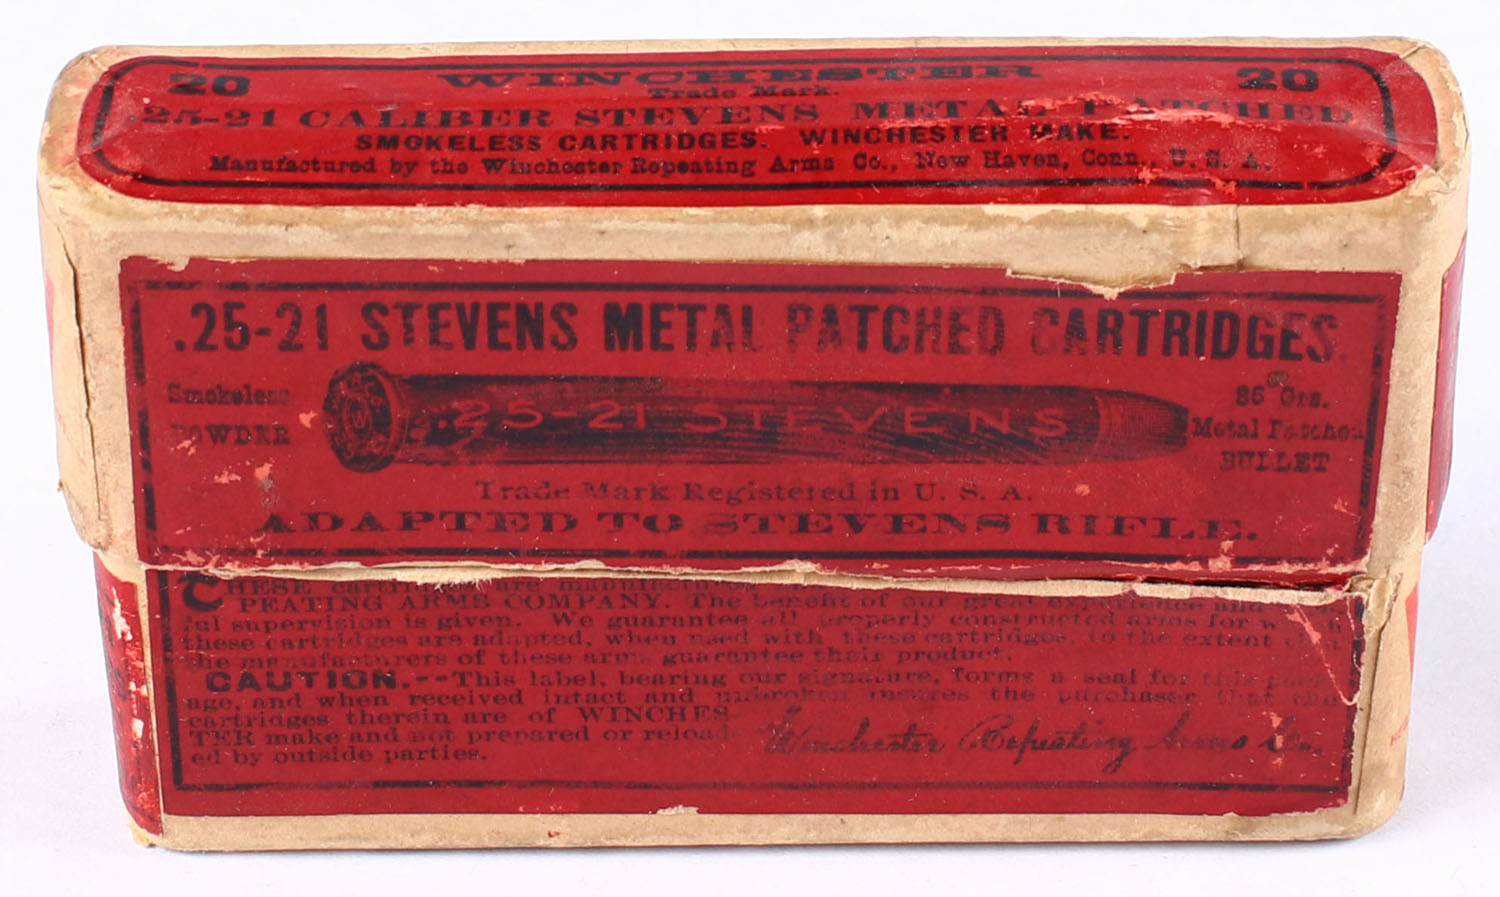 20 WINCHESTER 20
Trade Mark.
.25-21 CALIBER STEVENS METAL PATCHED
SMOKELESS CARTRIDGES. WINCHESTER MAKE.
Manufactured by the Winchester Repeating Arms Co., New Haven, Conn., U. S. A.
.25-21 STEVENS METAL PATCHED CARTRIDGES.
Smokeless
POWDER
.25-21 STEVENS
86 Grs.
Metal Patched
BULLET
Trade Mark Registered in U. S. A.
ADAPTED TO STEVENS RIFLE.
THESE cartridges are manufactured
PEATING ARMS COMPANY. The benefit of our great experience and
ful supervision is given. We guarantee all properly constructed arms for which
these cartridges are adapted, when used with these cartridges, to the extent
the manufacturers of these arms guarantee their product.
CAUTION.--This label, bearing our signature, forms a seal for this pack-
age, and when received intact and unbroken insures the purchaser that the
cartridges therein are of WINCHES-
TER make and not prepared or reload-
ed by outside parties.
Winchester Repeating Arms Co.